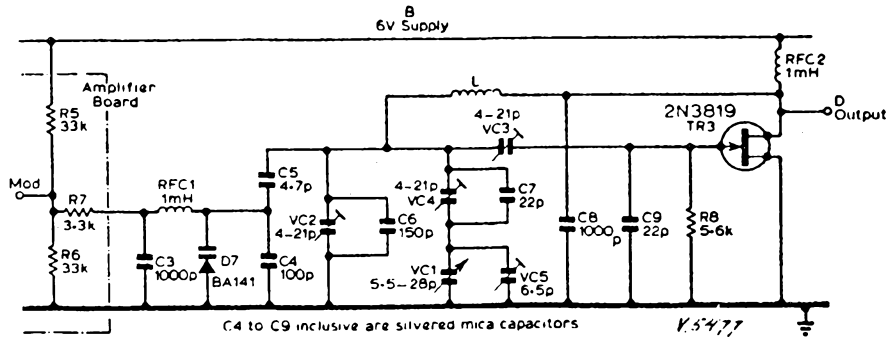 B
6V Supply
RFC2
1mH
Amplifier
Board
R5
33k
L
4-21p
VC3
2N3819
TR3
D
Output
Mod
R7
3·3k
RFC1
1mH
C5
4·7p
4-21p
VC4
C7
22p
VC2
4-21p
C6
150p
C8
1000p
C9
22p
R8
5·6k
R6
33k
C3
1000p
D7
BA141
C4
100p
VC1
5·5-28p
VC5
6·5p
C4 to C9 inclusive are silvered mica capacitors